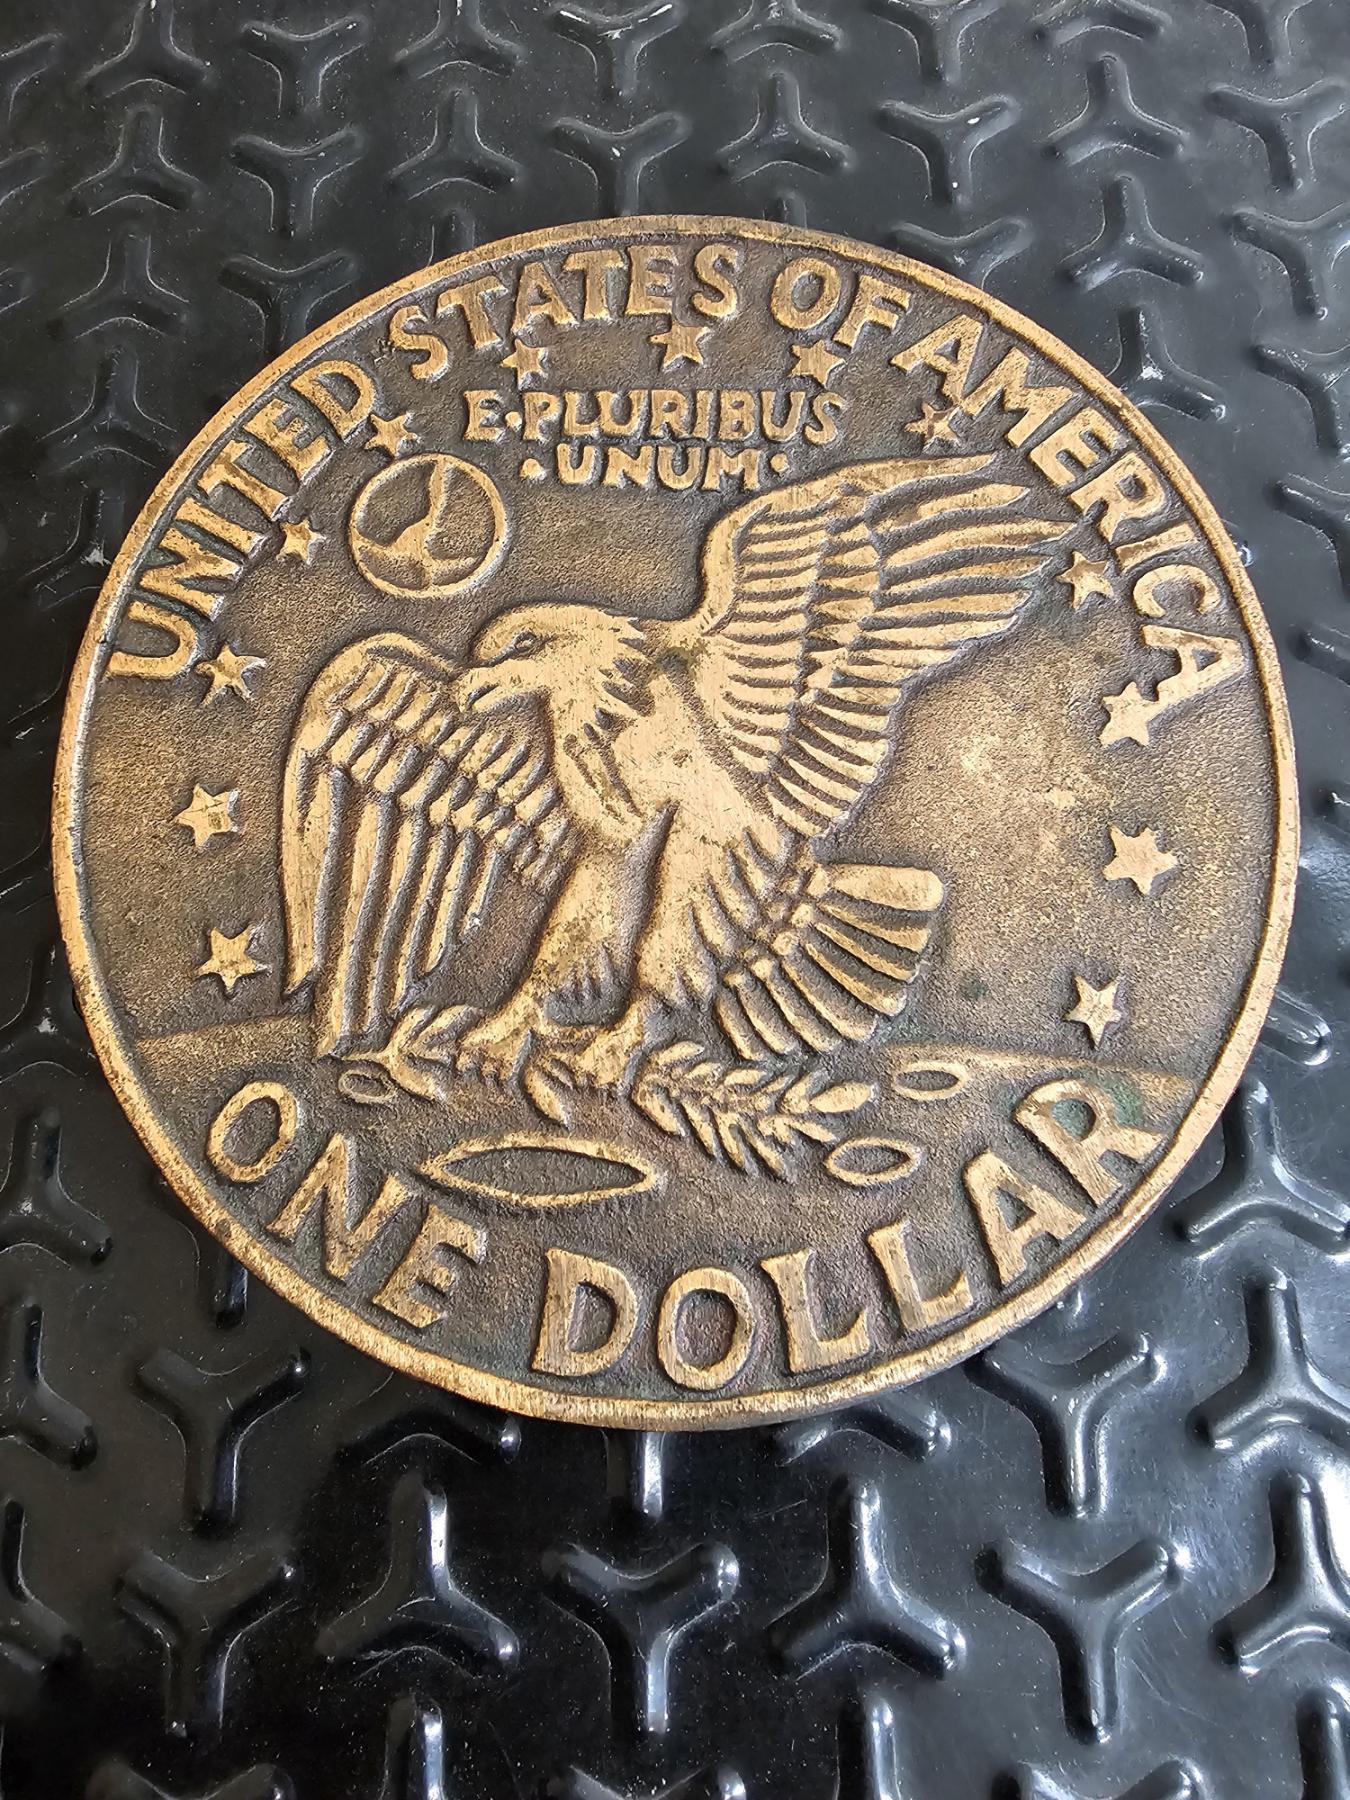 UNITED STATES OF AMERICA
E·PLURIBUS
·UNUM·
ONE DOLLAR